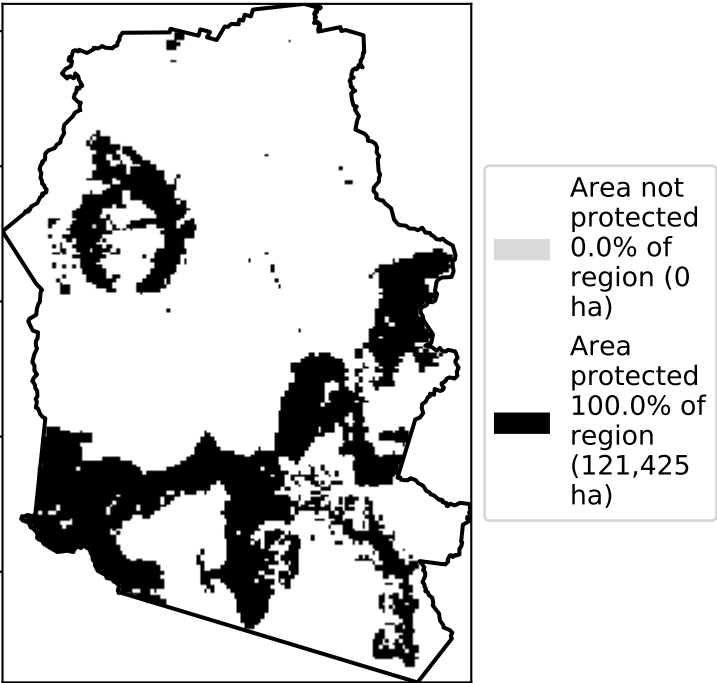 Area not
protected
0.0% of
region (0
ha)
Area
protected
100.0% of
region
(121,425
ha)